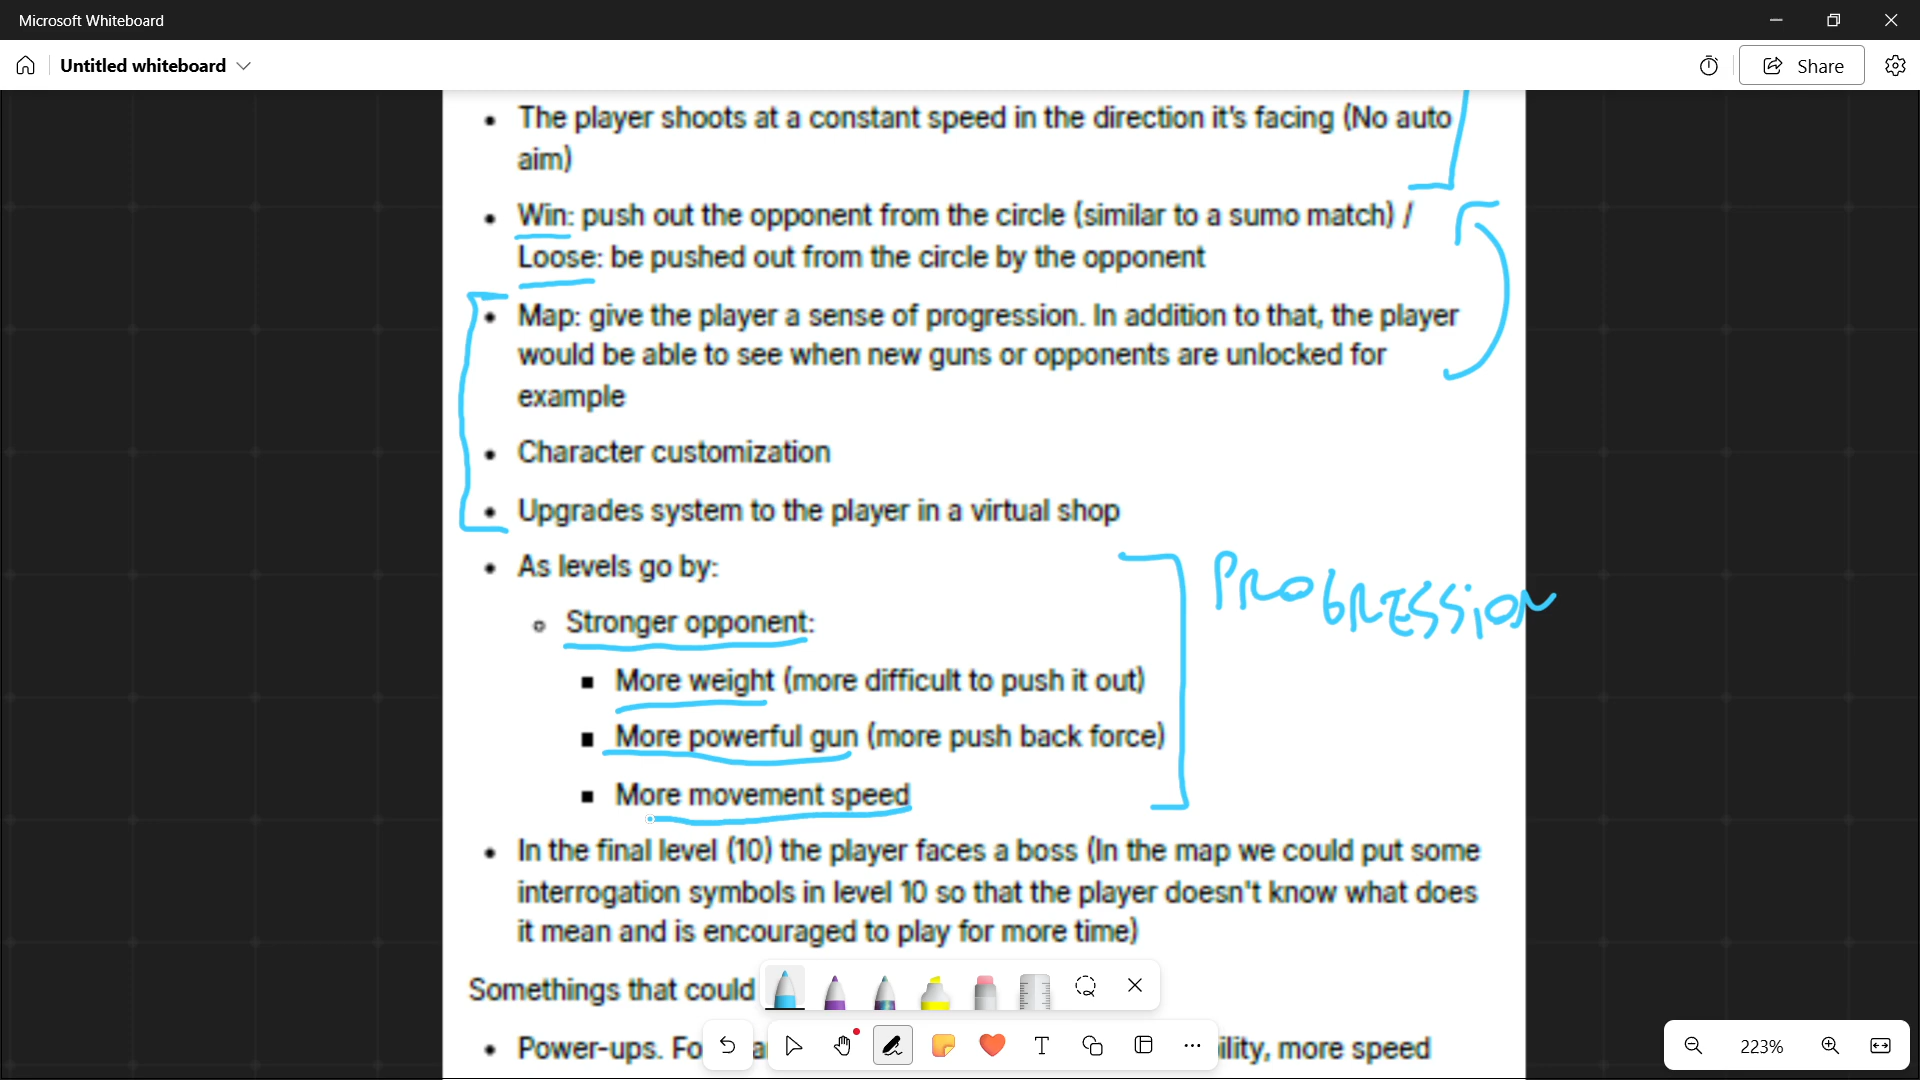 Microsoft Whiteboard
Untitled whiteboard
Share
The player shoots at a constant speed in the direction it's facing (No auto
aim)
Win: push out the opponent from the circle (similar to a sumo match) /
Loose: be pushed out from the circle by the opponent
Map: give the player a sense of progression. In addition to that, the player
would be able to see when new guns or opponents are unlocked for
example
Character customization
Upgrades system to the player in a virtual shop
As levels go by:
PROGRESSION
Stronger opponent:
More weight (more difficult to push it out)
More powerful gun (more push back force)
More movement speed
In the final level (10) the player faces a boss (In the map we could put some
interrogation symbols in level 10 so that the player doesn't know what does
it mean and is encouraged to play for more time)
Somethings that could
Power-ups. more speed
223%